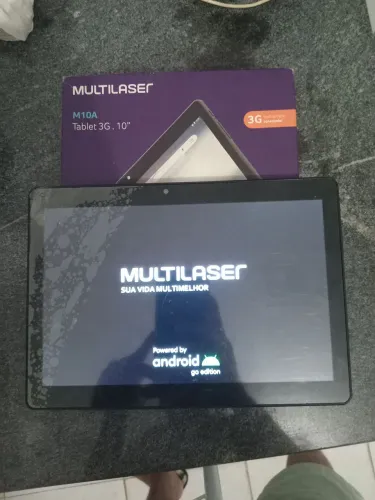 MULTILASER
M10A
Tablet 3G . 10"
3G
MULTILASER
SUA VIDA MULTIMELHOR
Powered by
android
go edition